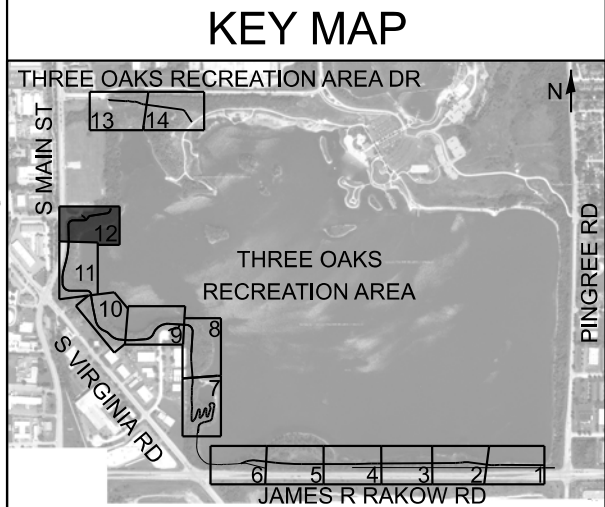 KEY MAP
THREE OAKS RECREATION AREA DR
N
S MAIN ST
13
14
12
THREE OAKS
RECREATION AREA
PINGREE RD
11
10
9
8
7
S VIRGINIA RD
6
5
4
3
2
1
JAMES R RAKOW RD